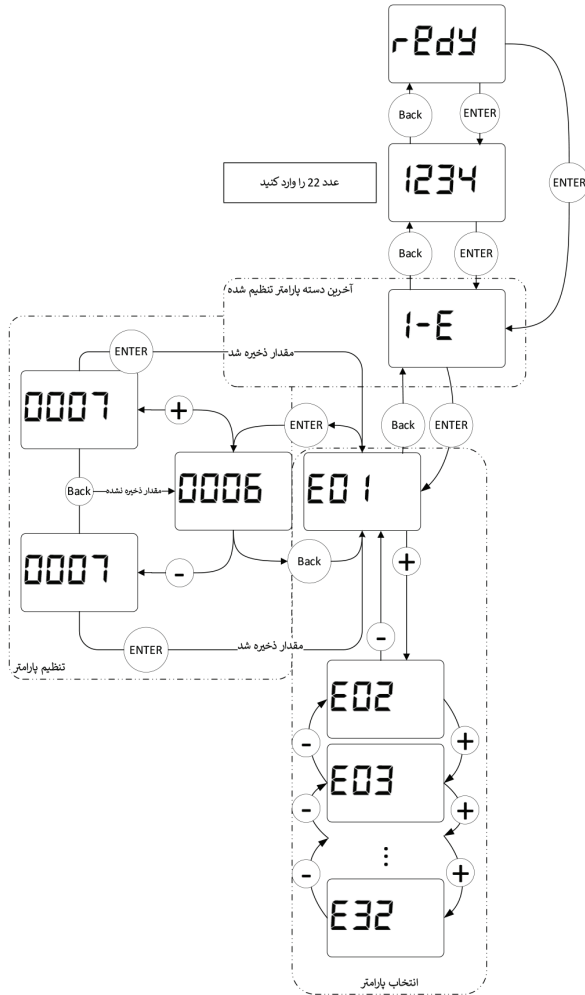 rEdy
Back
ENTER
ENTER
عدد 22 را وارد کنید
1234
Back
ENTER
آخرین دسته پارامتر تنظیم شده
1-E
ENTER
مقدار ذخیره شد
0007
+
ENTER
Back
ENTER
Back
مقدار ذخیره نشده
0006
E01
0007
-
Back
+
-
ENTER
مقدار ذخیره شد
تنظیم پارامتر
E02
-
+
E03
-
+
⋮
-
+
E32
انتخاب پارامتر